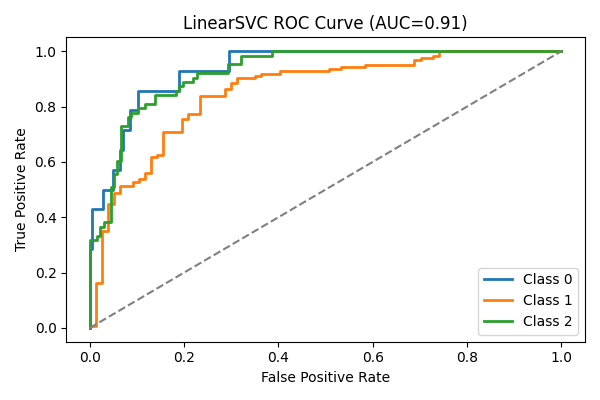 LinearSVC ROC Curve (AUC=0.91)
True Positive Rate
1.0
0.8
0.6
0.4
0.2
0.0
Class 0
Class 1
Class 2
0.0 0.2 0.4 0.6 0.8 1.0
False Positive Rate